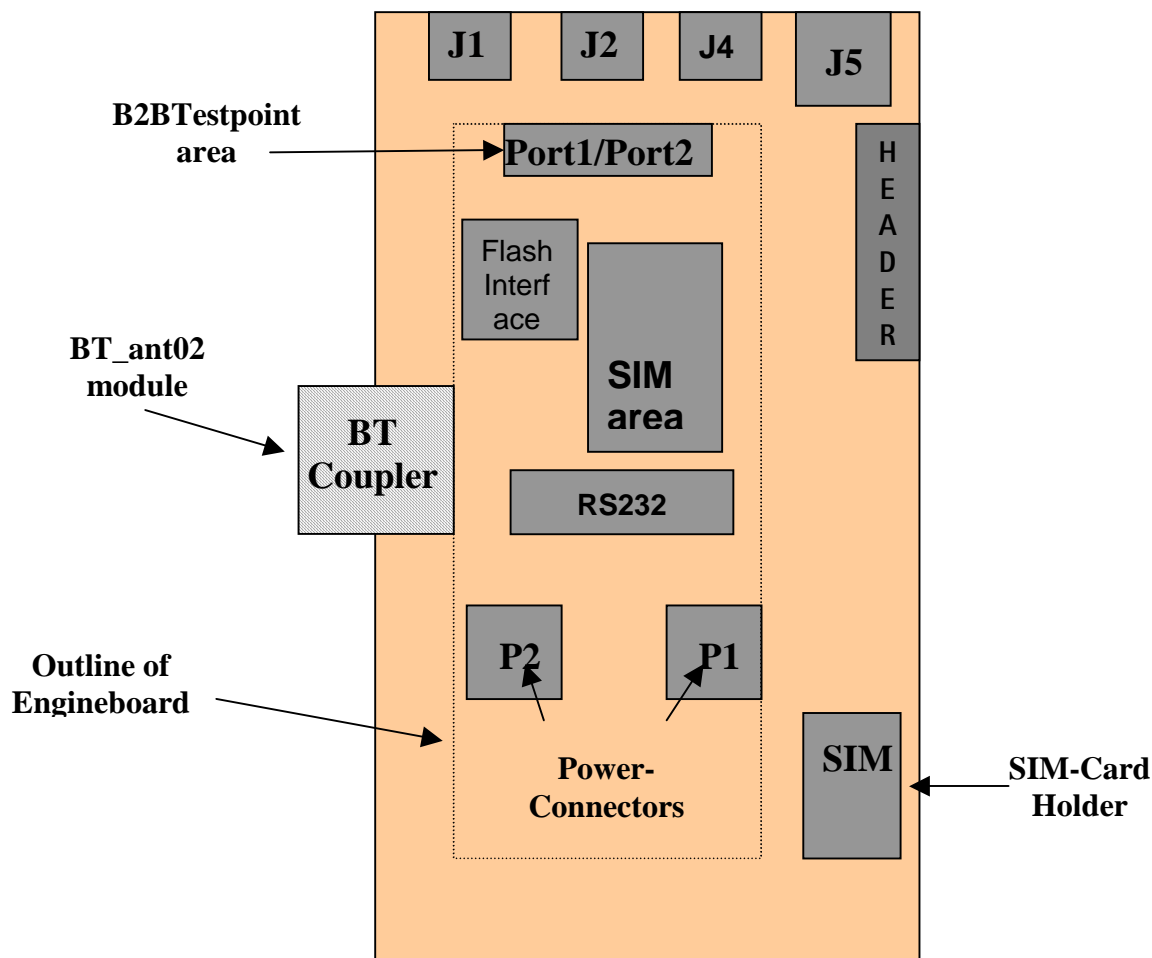 J1
J2
J4
J5
B2BTestpoint
area
Port1/Port2
H
E
A
D
E
R
Flash
Interf
ace
SIM
area
BT_ant02
module
BT
Coupler
RS232
P2
P1
Outline of
Engineboard
Power-
Connectors
SIM
SIM-Card
Holder